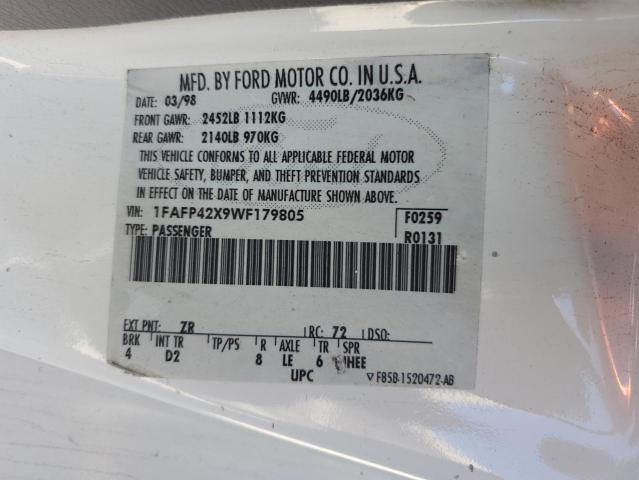 MFD. BY FORD MOTOR CO. IN U.S.A.
DATE: 03/98 GVWR: 4490LB/2036KG
FRONT GAWR: 2452LB 1112KG
REAR GAWR: 2140LB 970KG
THIS VEHICLE CONFORMS TO ALL APPLICABLE FEDERAL MOTOR
VEHICLE SAFETY, BUMPER, AND THEFT PREVENTION STANDARDS
IN EFFECT ON THE DATE OF MANUFACTURE SHOWN ABOVE.
VIN: 1FAFP42X9WF179805 F0259
TYPE: PASSENGER R0131
EXT PNT: ZR RC: 72 DSO:
BRK INT TR TP/PS R AXLE TR SPR
4 D2 8 LE 6 HHEE
UPC ▽ F85B-1520472-AB